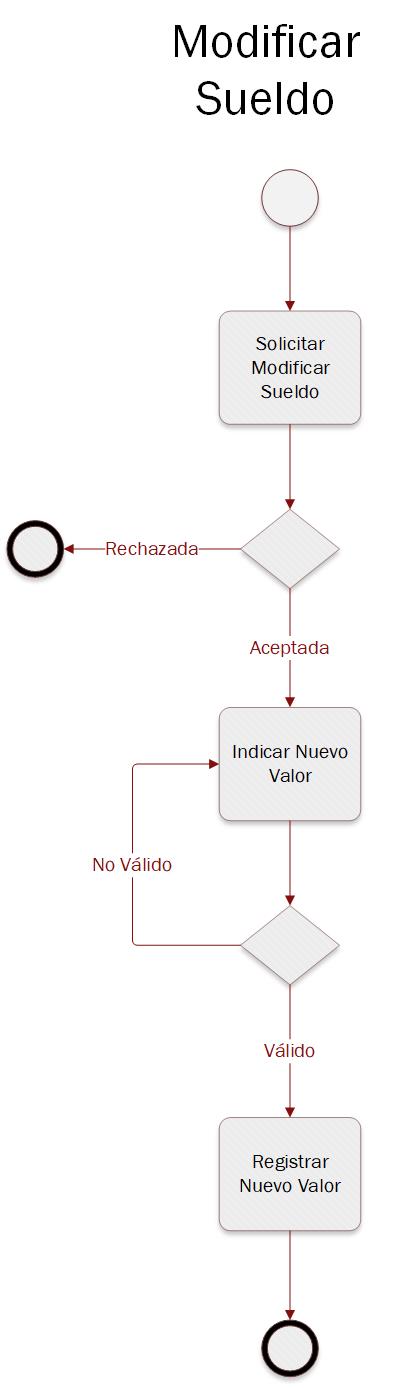 Modificar
Sueldo
Solicitar
Modificar
Sueldo
Rechazada
Aceptada
Indicar Nuevo
Valor
No Válido
Válido
Registrar
Nuevo Valor